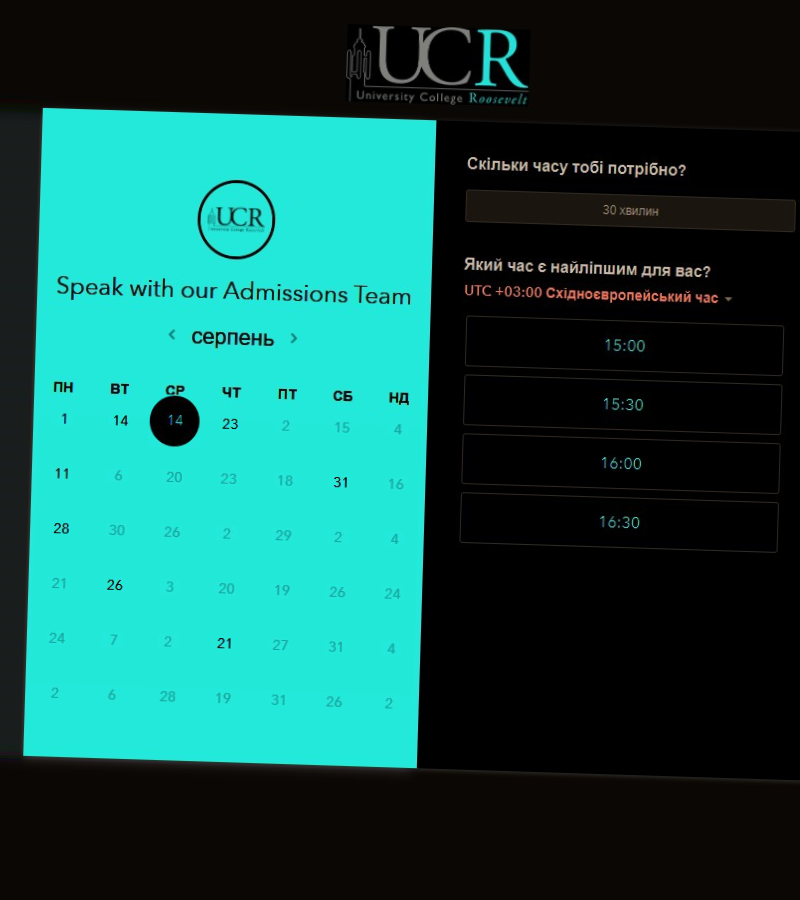 UCR
University College Roosevelt
UCR
University College Roosevelt
Speak with our Admissions Team
серпень
ПН ВТ СР ЧТ ПТ СБ НД
1 14 14 23 2 15 4
11 6 20 23 18 31 16
28 30 26 2 29 2 4
21 26 3 20 19 26 24
24 7 2 21 27 31 4
2 6 28 19 31 26 2
Скільки часу тобі потрібно?
30 хвилин
Який час є найліпшим для вас?
UTC +03:00 Східноєвропейський час
15:00
15:30
16:00
16:30